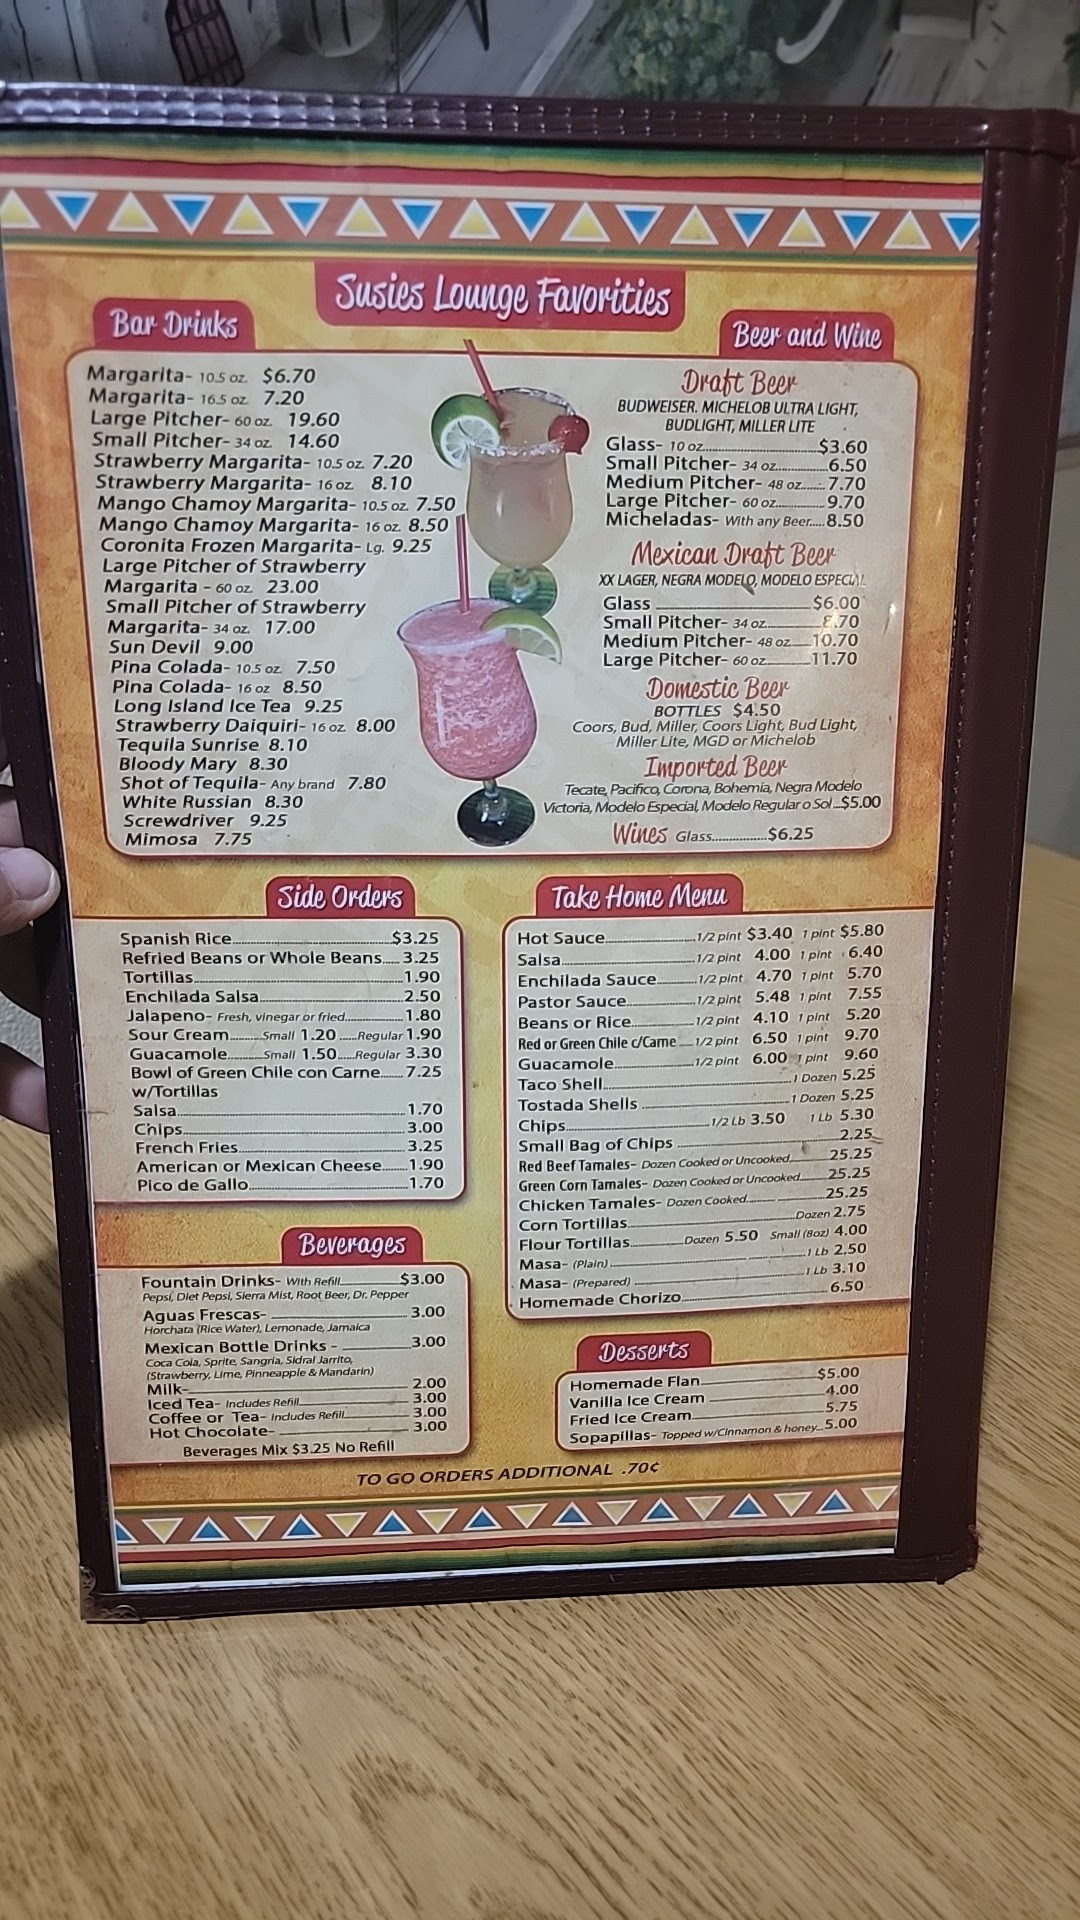 Susies Lounge Favorities
Bar Drinks
Margarita- 10.5 oz. $6.70
Margarita- 16.5 oz. 7.20
Large Pitcher- 60 oz. 19.60
Small Pitcher- 34 oz. 14.60
Strawberry Margarita- 10.5 oz. 7.20
Strawberry Margarita- 16 oz. 8.10
Mango Chamoy Margarita- 10.5 oz. 7.50
Mango Chamoy Margarita- 16 oz. 8.50
Coronita Frozen Margarita- Lg. 9.25
Large Pitcher of Strawberry
Margarita - 60 oz. 23.00
Small Pitcher of Strawberry
Margarita- 34 oz. 17.00
Sun Devil 9.00
Pina Colada- 10.5 oz. 7.50
Pina Colada- 16 oz 8.50
Long Island Ice Tea 9.25
Strawberry Daiquiri- 16 oz. 8.00
Tequila Sunrise 8.10
Bloody Mary 8.30
Shot of Tequila- Any brand 7.80
White Russian 8.30
Screwdriver 9.25
Mimosa 7.75
Beer and Wine
Draft Beer
BUDWEISER. MICHELOB ULTRA LIGHT,
BUDLIGHT, MILLER LITE
Glass- 10 oz. $3.60
Small Pitcher- 34 oz. 6.50
Medium Pitcher- 48 oz. 7.70
Large Pitcher- 60 oz. 9.70
Micheladas- With any Beer 8.50
Mexican Draft Beer
XX LAGER, NEGRA MODELO, MODELO ESPECIAL
Glass $6.00
Small Pitcher- 34 oz. 8.70
Medium Pitcher- 48 oz. 10.70
Large Pitcher- 60 oz. 11.70
Domestic Beer
BOTTLES $4.50
Coors, Bud, Miller, Coors Light, Bud Light,
Miller Lite, MGD or Michelob
Imported Beer
Tecate, Pacifico, Corona, Bohemia, Negra Modelo
Victoria, Modelo Especial, Modelo Regular o Sol $5.00
Wines Glass $6.25
Side Orders
Spanish Rice $3.25
Refried Beans or Whole Beans 3.25
Tortillas 1.90
Enchilada Salsa 2.50
Jalapeno- Fresh, vinegar or fried 1.80
Sour Cream Small 1.20 Regular 1.90
Guacamole Small 1.50 Regular 3.30
Bowl of Green Chile con Carne 7.25
w/Tortillas
Salsa 1.70
Chips 3.00
French Fries 3.25
American or Mexican Cheese 1.90
Pico de Gallo 1.70
Beverages
Fountain Drinks- With Refill $3.00
Pepsi, Diet Pepsi, Sierra Mist, Root Beer, Dr. Pepper
Aguas Frescas- 3.00
Horchata (Rice Water), Lemonade, Jamaica
Mexican Bottle Drinks - 3.00
Coca Cola, Sprite, Sangria, Sidral Jarrito,
(Strawberry, Lime, Pinneapple & Mandarin)
Milk- 2.00
Iced Tea- Includes Refill 3.00
Coffee or Tea- Includes Refill 3.00
Hot Chocolate- 3.00
Beverages Mix $3.25 No Refill
Take Home Menu
Hot Sauce 1/2 pint $3.40 1 pint $5.80
Salsa 1/2 pint 4.00 1 pint 6.40
Enchilada Sauce 1/2 pint 4.70 1 pint 5.70
Pastor Sauce 1/2 pint 5.48 1 pint 7.55
Beans or Rice 1/2 pint 4.10 1 pint 5.20
Red or Green Chile c/Carne 1/2 pint 6.50 1 pint 9.70
Guacamole 1/2 pint 6.00 1 pint 9.60
Taco Shell 1 Dozen 5.25
Tostada Shells 1 Dozen 5.25
Chips 1/2 Lb 3.50 1 Lb 5.30
Small Bag of Chips 2.25
Red Beef Tamales- Dozen Cooked or Uncooked 25.25
Green Corn Tamales- Dozen Cooked or Uncooked 25.25
Chicken Tamales- Dozen Cooked 25.25
Corn Tortillas Dozen 2.75
Flour Tortillas Dozen 5.50 Small (8oz) 4.00
Masa- (Plain) 1 Lb 2.50
Masa- (Prepared) 1 Lb 3.10
Homemade Chorizo 6.50
Desserts
Homemade Flan $5.00
Vanilla Ice Cream 4.00
Fried Ice Cream 5.75
Sopapillas- Topped w/Cinnamon & honey 5.00
TO GO ORDERS ADDITIONAL .70¢